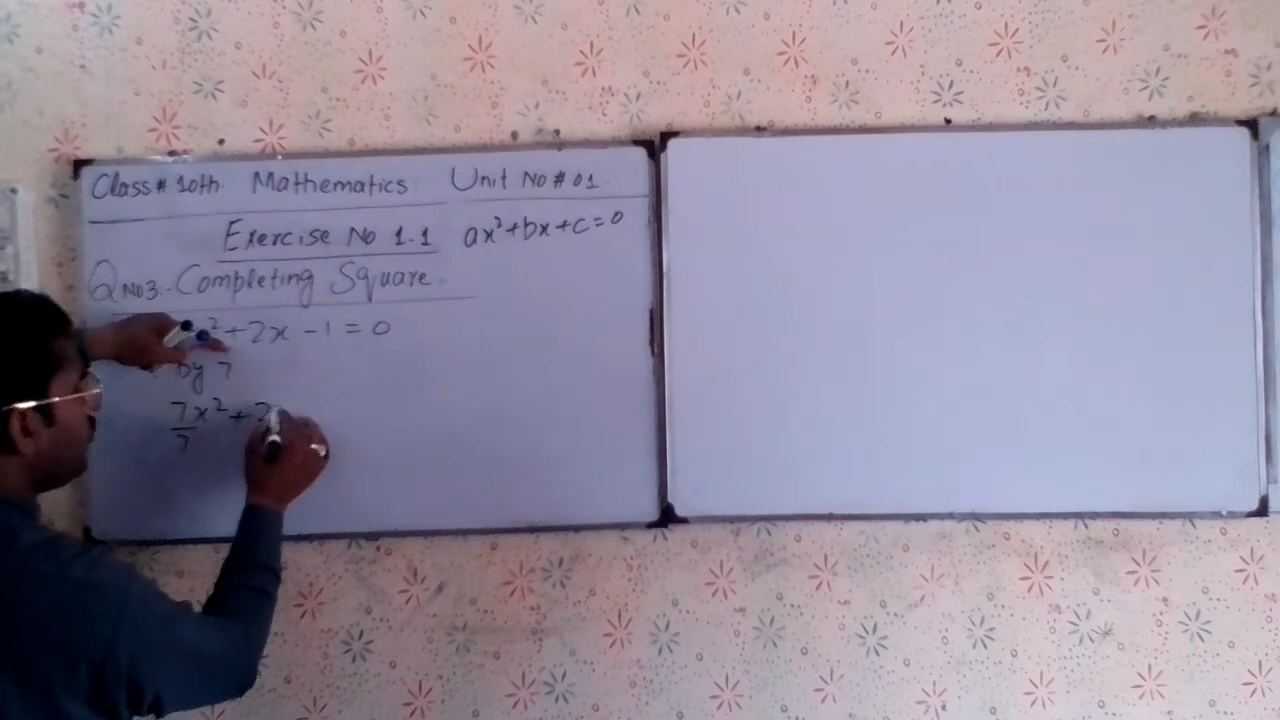 Class# 10th. Mathematics. Unit No # 01.
Exercise No 1.1 ax²+bx+c=0
Q No3.. Completing Square.
²+2x-1=0
by 7
7x²/7+2